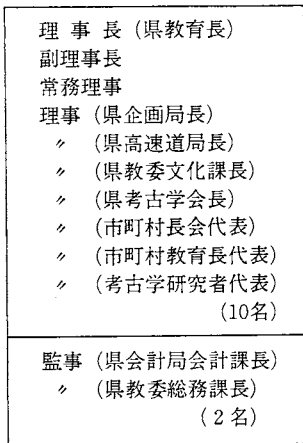 理 事 長 (県教育長)
副理事長
常務理事
理事 (県企画局長)
〃 (県高速道局長)
〃 (県教委文化課長)
〃 (県考古学会長)
〃 (市町村長会代表)
〃 (市町村教育長代表)
〃 (考古学研究者代表)
(10名)
監事 (県会計局会計課長)
〃 (県教委総務課長)
(2名)